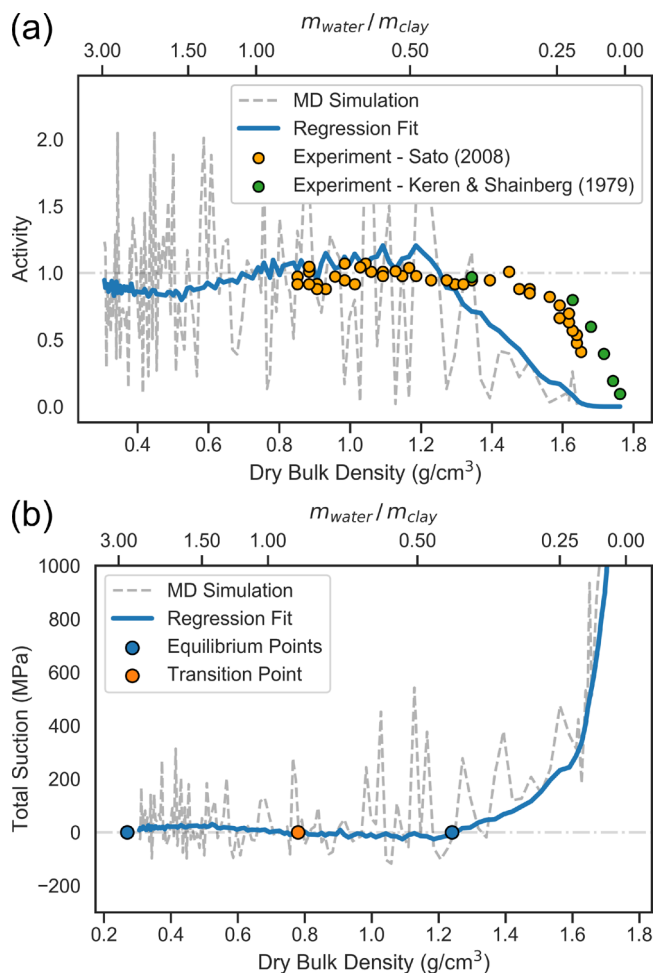 (a)
m_water / m_clay
3.00 1.50 1.00 0.50 0.25 0.00
MD Simulation
Regression Fit
Experiment - Sato (2008)
Experiment - Keren & Shainberg (1979)
Activity
2.0
1.5
1.0
0.5
0.0
0.4 0.6 0.8 1.0 1.2 1.4 1.6 1.8
Dry Bulk Density (g/cm³)
(b)
m_water / m_clay
3.00 1.50 1.00 0.50 0.25 0.00
MD Simulation
Regression Fit
Equilibrium Points
Transition Point
Total Suction (MPa)
1000
800
600
400
200
0
−200
0.2 0.4 0.6 0.8 1.0 1.2 1.4 1.6 1.8
Dry Bulk Density (g/cm³)